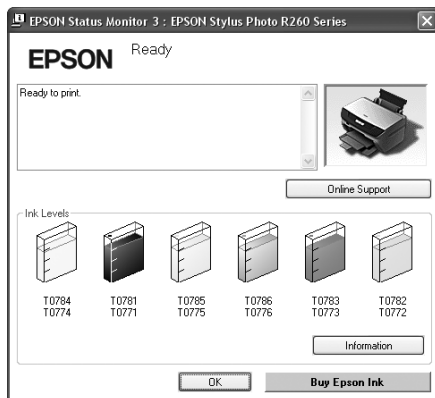 EPSON Status Monitor 3 : EPSON Stylus Photo R260 Series
EPSON
Ready
Ready to print.
Online Support
Ink Levels
T0784 T0781 T0785 T0786 T0783 T0782
T0774 T0771 T0775 T0776 T0773 T0772
Information
OK
Buy Epson Ink